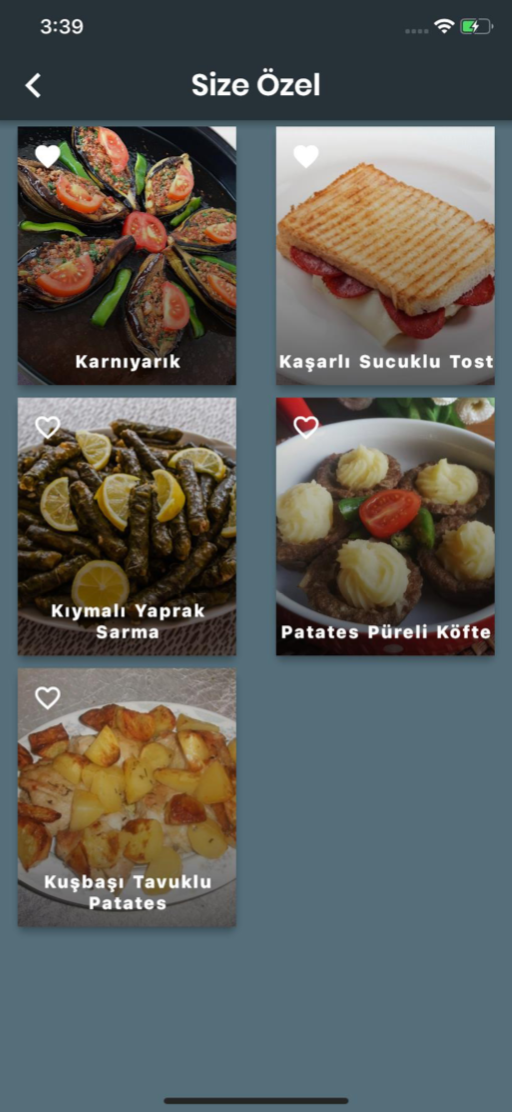 3:39
Size Özel
Karnıyarık
Kaşarlı Sucuklu Tost
Kıymalı Yaprak
Sarma
Patates Püreli Köfte
Kuşbaşı Tavuklu
Patates